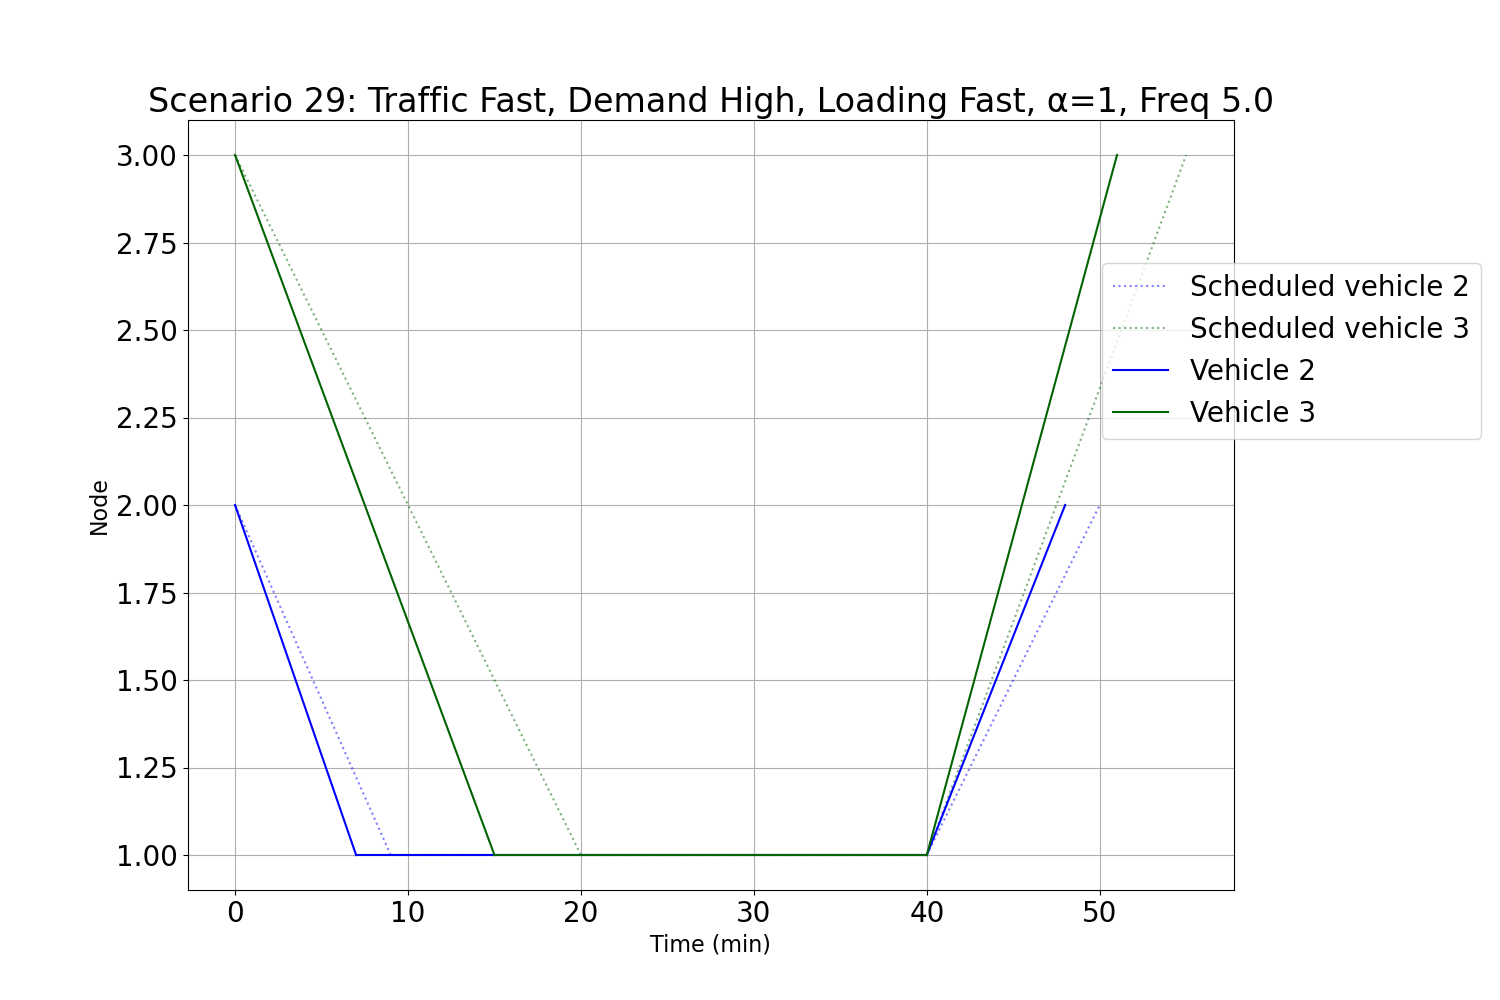 Scenario 29: Traffic Fast, Demand High, Loading Fast, α=1, Freq 5.0
3.00
2.75
2.50
2.25
2.00
1.75
1.50
1.25
1.00
Node
0 10 20 30 40 50
Time (min)
Scheduled vehicle 2
Scheduled vehicle 3
Vehicle 2
Vehicle 3